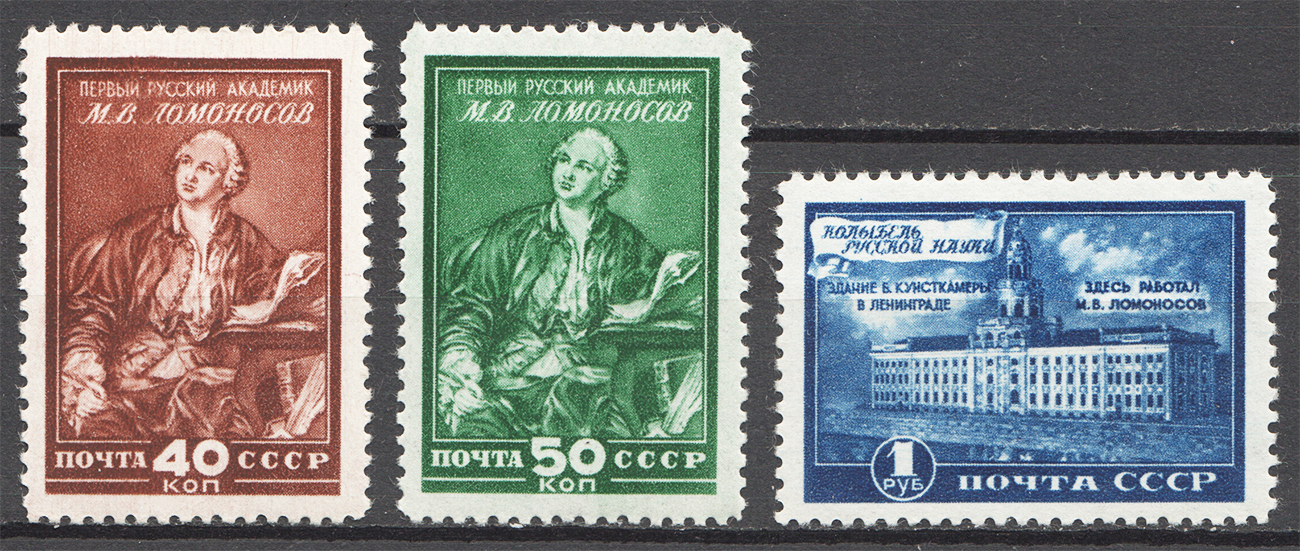 ПЕРВЫЙ РУССКИЙ АКАДЕМИК
М.В. ЛОМОНОСОВ
ПОЧТА 40 СССР
КОП
ПЕРВЫЙ РУССКИЙ АКАДЕМИК
М.В. ЛОМОНОСОВ
ПОЧТА 50 СССР
КОП
КОЛЫБЕЛЬ
РУССКОЙ НАУКИ
ЗДАНИЕ Б. КУНСТКАМЕРЫ
В ЛЕНИНГРАДЕ
ЗДЕСЬ РАБОТАЛ
М.В. ЛОМОНОСОВ
1
РУБ
ПОЧТА СССР